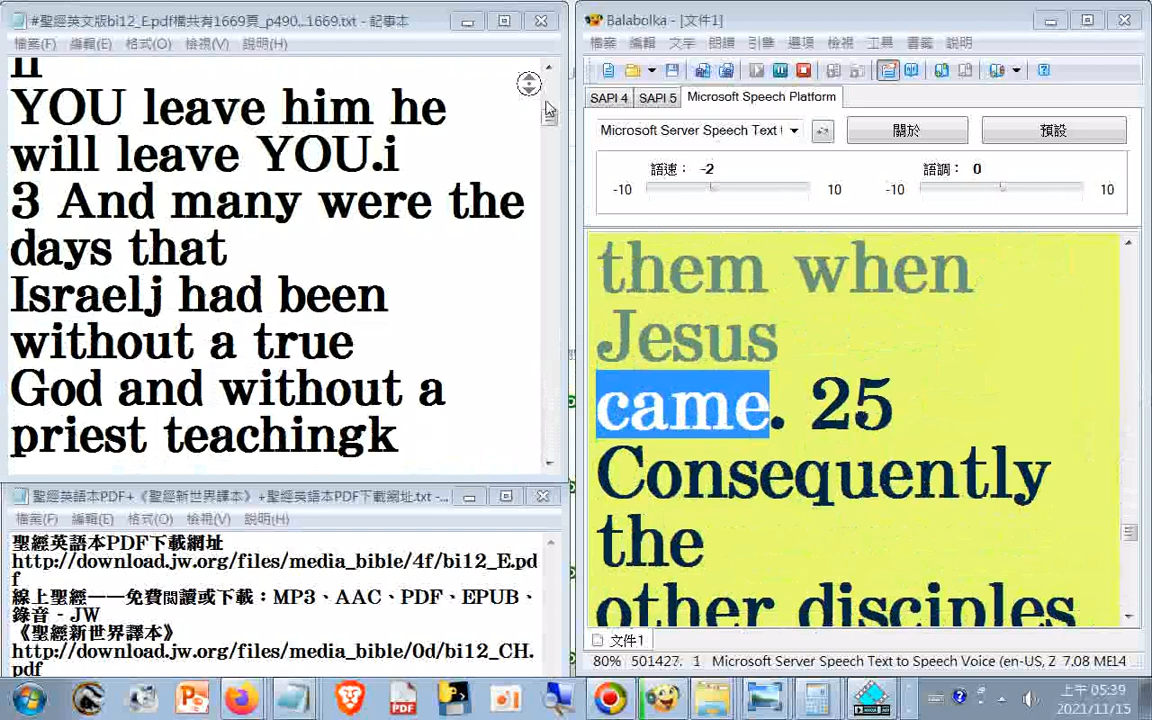 #聖經英文版bi12_E.pdf檔共有1669頁_p490,..1669.txt - 記事本
檔案(F) 編輯(E) 格式(O) 檢視(V) 說明(H)
YOU leave him he
will leave YOU.i
3 And many were the
days that
Israelj had been
without a true
God and without a
priest teachingk
聖經英語本PDF+《聖經新世界譯本》+聖經英語本PDF下載網址.txt - ...
檔案(F) 編輯(E) 格式(O) 檢視(V) 說明(H)
聖經英語本PDF下載網址
http://download.jw.org/files/media_bible/4f/bi12_E.pd
f
線上聖經——免費閱讀或下載：MP3、AAC、PDF、EPUB、
錄音 - JW
《聖經新世界譯本》
http://download.jw.org/files/media_bible/0d/bi12_CH.
pdf
Balabolka - [文件1]
檔案 編輯 文字 朗讀 引擎 選項 檢視 工具 書籤 說明
SAPI 4 SAPI 5 Microsoft Speech Platform
Microsoft Server Speech Text 關於 預設
語速： -2 語調： 0
-10 10 -10 10
them when
Jesus
came. 25
Consequently
the
other disciples
文件1
80% 501427. 1 Microsoft Server Speech Text to Speech Voice (en-US, Z 7.08 ME14
上午 05:39
2021/11/15